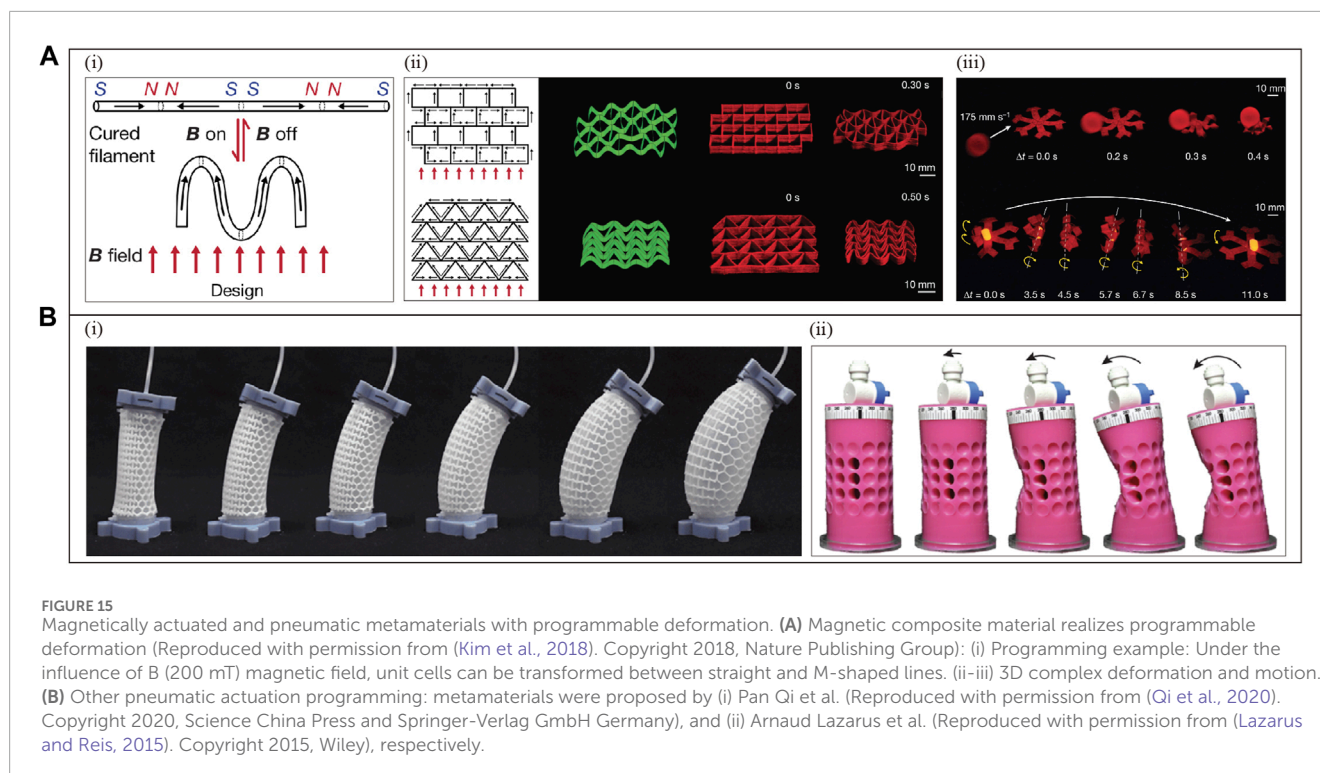 A
(i)
S N N S S N N S
Cured
filament
B on B off
B field
Design
(ii)
0 s
0.30 s
10 mm
0 s
0.50 s
10 mm
(iii)
10 mm
175 mm s⁻¹
Δt = 0.0 s 0.2 s 0.3 s 0.4 s
10 mm
Δt = 0.0 s 3.5 s 4.5 s 5.7 s 6.7 s 8.5 s 11.0 s
B
(i)
(ii)
FIGURE 15
Magnetically actuated and pneumatic metamaterials with programmable deformation. (A) Magnetic composite material realizes programmable
deformation (Reproduced with permission from (Kim et al., 2018). Copyright 2018, Nature Publishing Group): (i) Programming example: Under the
influence of B (200 mT) magnetic field, unit cells can be transformed between straight and M-shaped lines. (ii-iii) 3D complex deformation and motion.
(B) Other pneumatic actuation programming: metamaterials were proposed by (i) Pan Qi et al. (Reproduced with permission from (Qi et al., 2020).
Copyright 2020, Science China Press and Springer-Verlag GmbH Germany), and (ii) Arnaud Lazarus et al. (Reproduced with permission from (Lazarus
and Reis, 2015). Copyright 2015, Wiley), respectively.